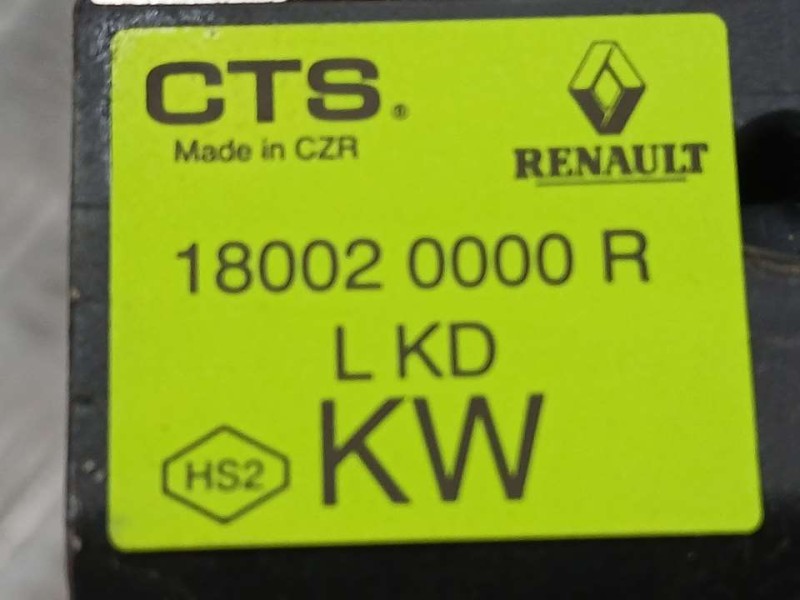 CTS®
Made in CZR
RENAULT
18002 0000 R
L KD
KW
HS2